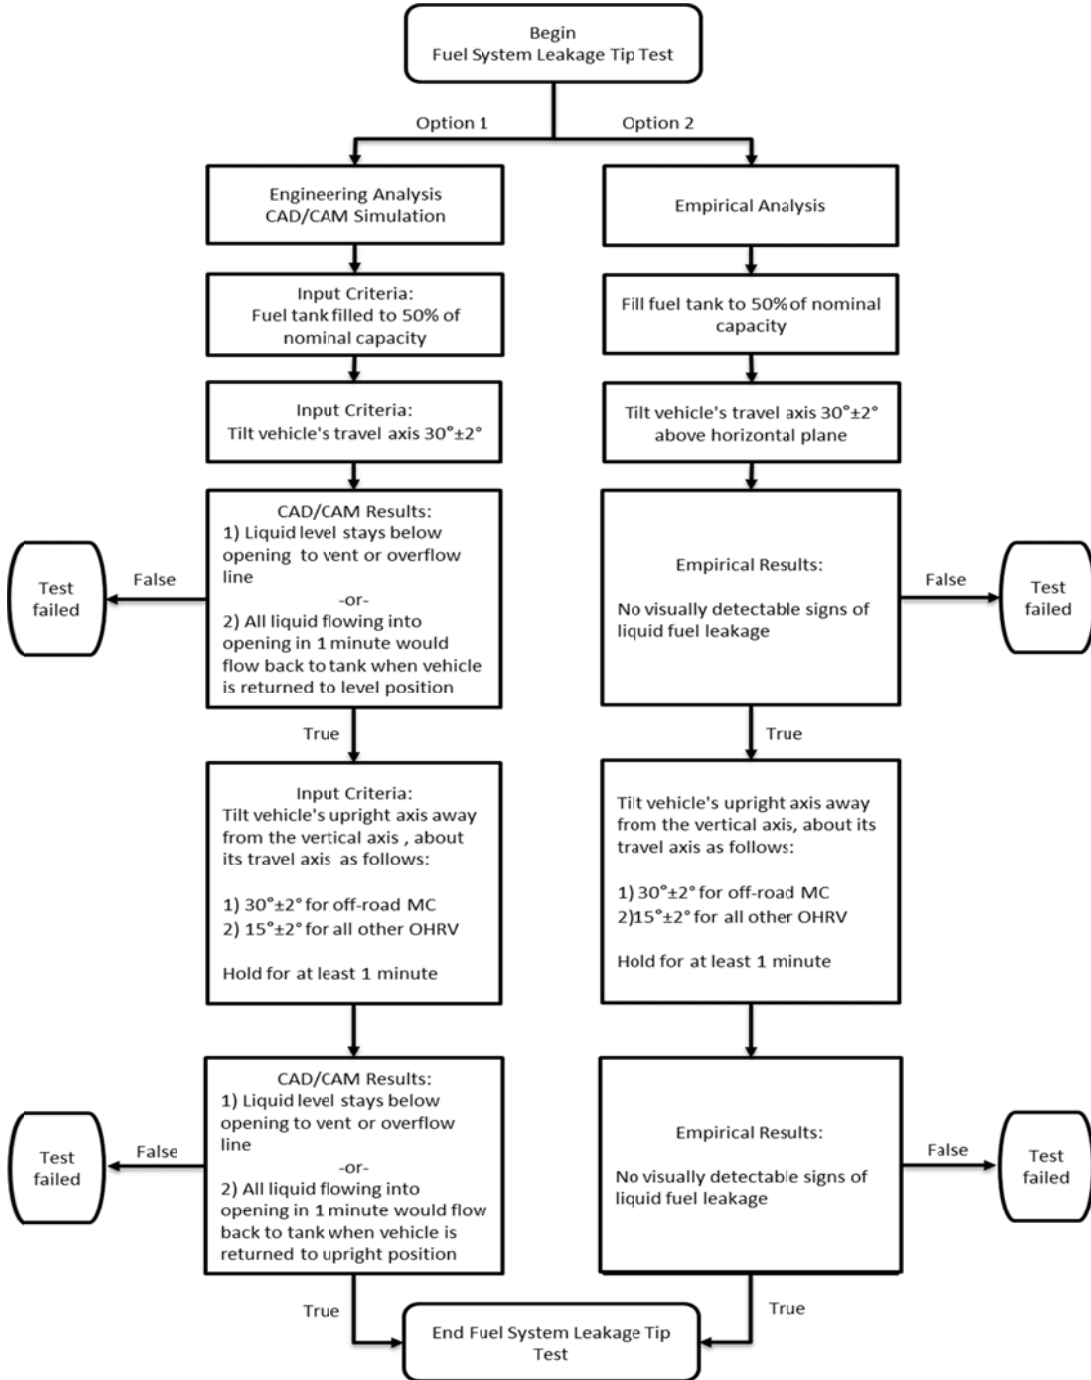 Begin
Fuel System Leakage Tip Test
Option 1
Option 2
Engineering Analysis
CAD/CAM Simulation
Empirical Analysis
Input Criteria:
Fuel tank filled to 50% of
nominal capacity
Fill fuel tank to 50% of nominal
capacity
Input Criteria:
Tilt vehicle's travel axis 30°±2°
Tilt vehicle's travel axis 30°±2°
above horizontal plane
CAD/CAM Results:
1) Liquid level stays below
opening to vent or overflow
line
-or-
2) All liquid flowing into
opening in 1 minute would
flow back to tank when vehicle
is returned to level position
False
Test
failed
Empirical Results:
No visually detectable signs of
liquid fuel leakage
False
Test
failed
True
True
Input Criteria:
Tilt vehicle's upright axis away
from the vertical axis , about
its travel axis as follows:
1) 30°±2° for off-road MC
2) 15°±2° for all other OHRV
Hold for at least 1 minute
Tilt vehicle's upright axis away
from the vertical axis, about its
travel axis as follows:
1) 30°±2° for off-road MC
2)15°±2° for all other OHRV
Hold for at least 1 minute
CAD/CAM Results:
1) Liquid level stays below
opening to vent or overflow
line
-or-
2) All liquid flowing into
opening in 1 minute would flow
back to tank when vehicle is
returned to upright position
False
Test
failed
Empirical Results:
No visually detectable signs of
liquid fuel leakage
False
Test
failed
True
True
End Fuel System Leakage Tip
Test